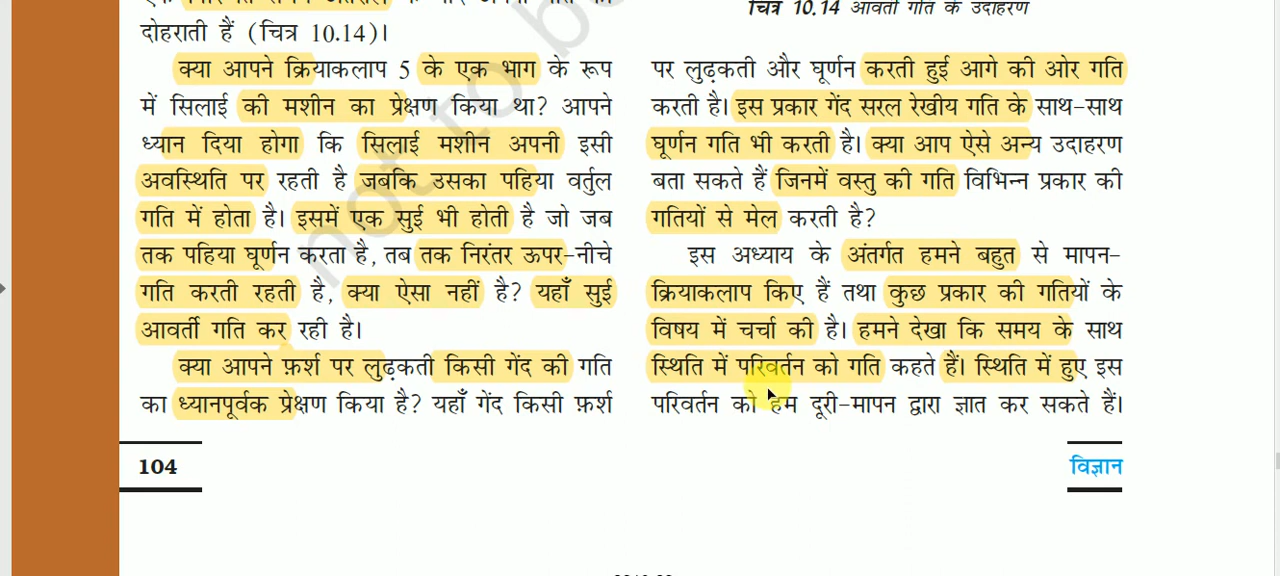 दोहराती हैं (चित्र 10.14)।
क्या आपने क्रियाकलाप 5 के एक भाग के रूप
में सिलाई की मशीन का प्रेक्षण किया था? आपने
ध्यान दिया होगा कि सिलाई मशीन अपनी इसी
अवस्थिति पर रहती है जबकि उसका पहिया वर्तुल
गति में होता है। इसमें एक सुई भी होती है जो जब
तक पहिया घूर्णन करता है, तब तक निरंतर ऊपर-नीचे
गति करती रहती है, क्या ऐसा नहीं है? यहाँ सुई
आवर्ती गति कर रही है।
क्या आपने फ़र्श पर लुढ़कती किसी गेंद की गति
का ध्यानपूर्वक प्रेक्षण किया है? यहाँ गेंद किसी फ़र्श
104
चित्र 10.14 आवर्ती गति के उदाहरण
पर लुढ़कती और घूर्णन करती हुई आगे की ओर गति
करती है। इस प्रकार गेंद सरल रेखीय गति के साथ-साथ
घूर्णन गति भी करती है। क्या आप ऐसे अन्य उदाहरण
बता सकते हैं जिनमें वस्तु की गति विभिन्न प्रकार की
गतियों से मेल करती है?
इस अध्याय के अंतर्गत हमने बहुत से मापन-
क्रियाकलाप किए हैं तथा कुछ प्रकार की गतियों के
विषय में चर्चा की है। हमने देखा कि समय के साथ
स्थिति में परिवर्तन को गति कहते हैं। स्थिति में हुए इस
परिवर्तन को हम दूरी-मापन द्वारा ज्ञात कर सकते हैं।
विज्ञान
not to b